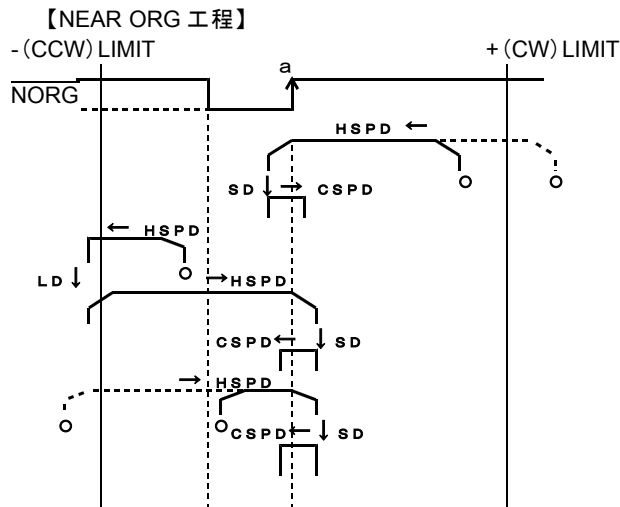 【NEAR ORG 工程】
-(CCW)LIMIT
+(CW)LIMIT
a
NORG
HSPD ←
SD ↓ → CSPD
← HSPD
LD ↓
→HSPD
CSPD← ↓ SD
→ HSPD
CSPD← ↓ SD